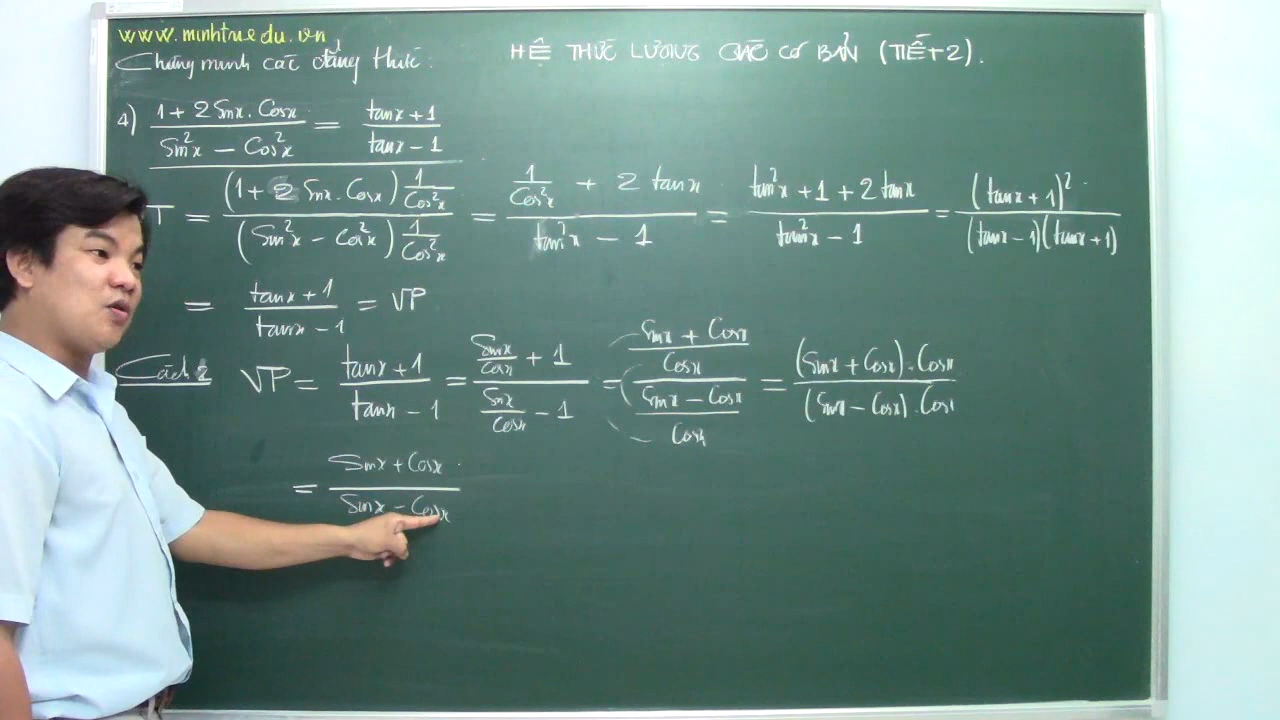 www.minhtuedu.vn
HỆ THỨC LƯỢNG GIÁC CƠ BẢN (TIẾT 2).
Chứng minh các đẳng thức:
4) (1 + 2 Sinx . Cosx)/(Sin²x − Cos²x) = (tanx + 1)/(tanx − 1)
T = ((1 + 2 Sinx . Cosx) 1/Cos²x)/((Sin²x − Cos²x) 1/Cos²x) = (1/Cos²x + 2 tanx)/(tan²x − 1) = (tan²x + 1 + 2 tanx)/(tan²x − 1) = (tanx + 1)²/((tanx − 1)(tanx + 1))
= (tanx + 1)/(tanx − 1) = VP
Cách 2 VP = (tanx + 1)/(tanx − 1) = (Sinx/Cosx + 1)/(Sinx/Cosx − 1) = ((Sinx + Cosx)/Cosx)/((Sinx − Cosx)/Cosx) = ((Sinx + Cosx) . Cosx)/((Sinx − Cosx) . Cosx)
= (Sinx + Cosx)/(Sinx − Cosx)